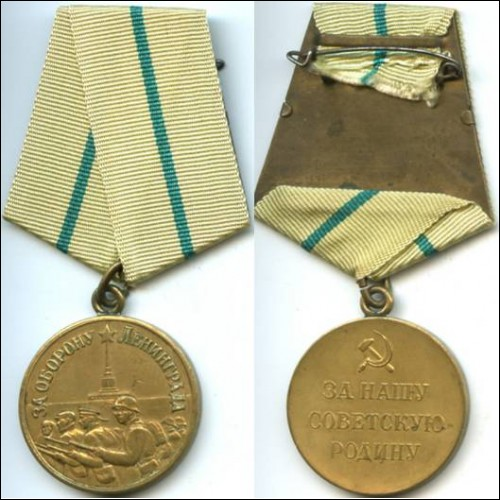 ЗА ОБОРОНУ ЛЕНИНГРАДА
ЗА НАШУ
СОВЕТСКУЮ
РОДИНУ